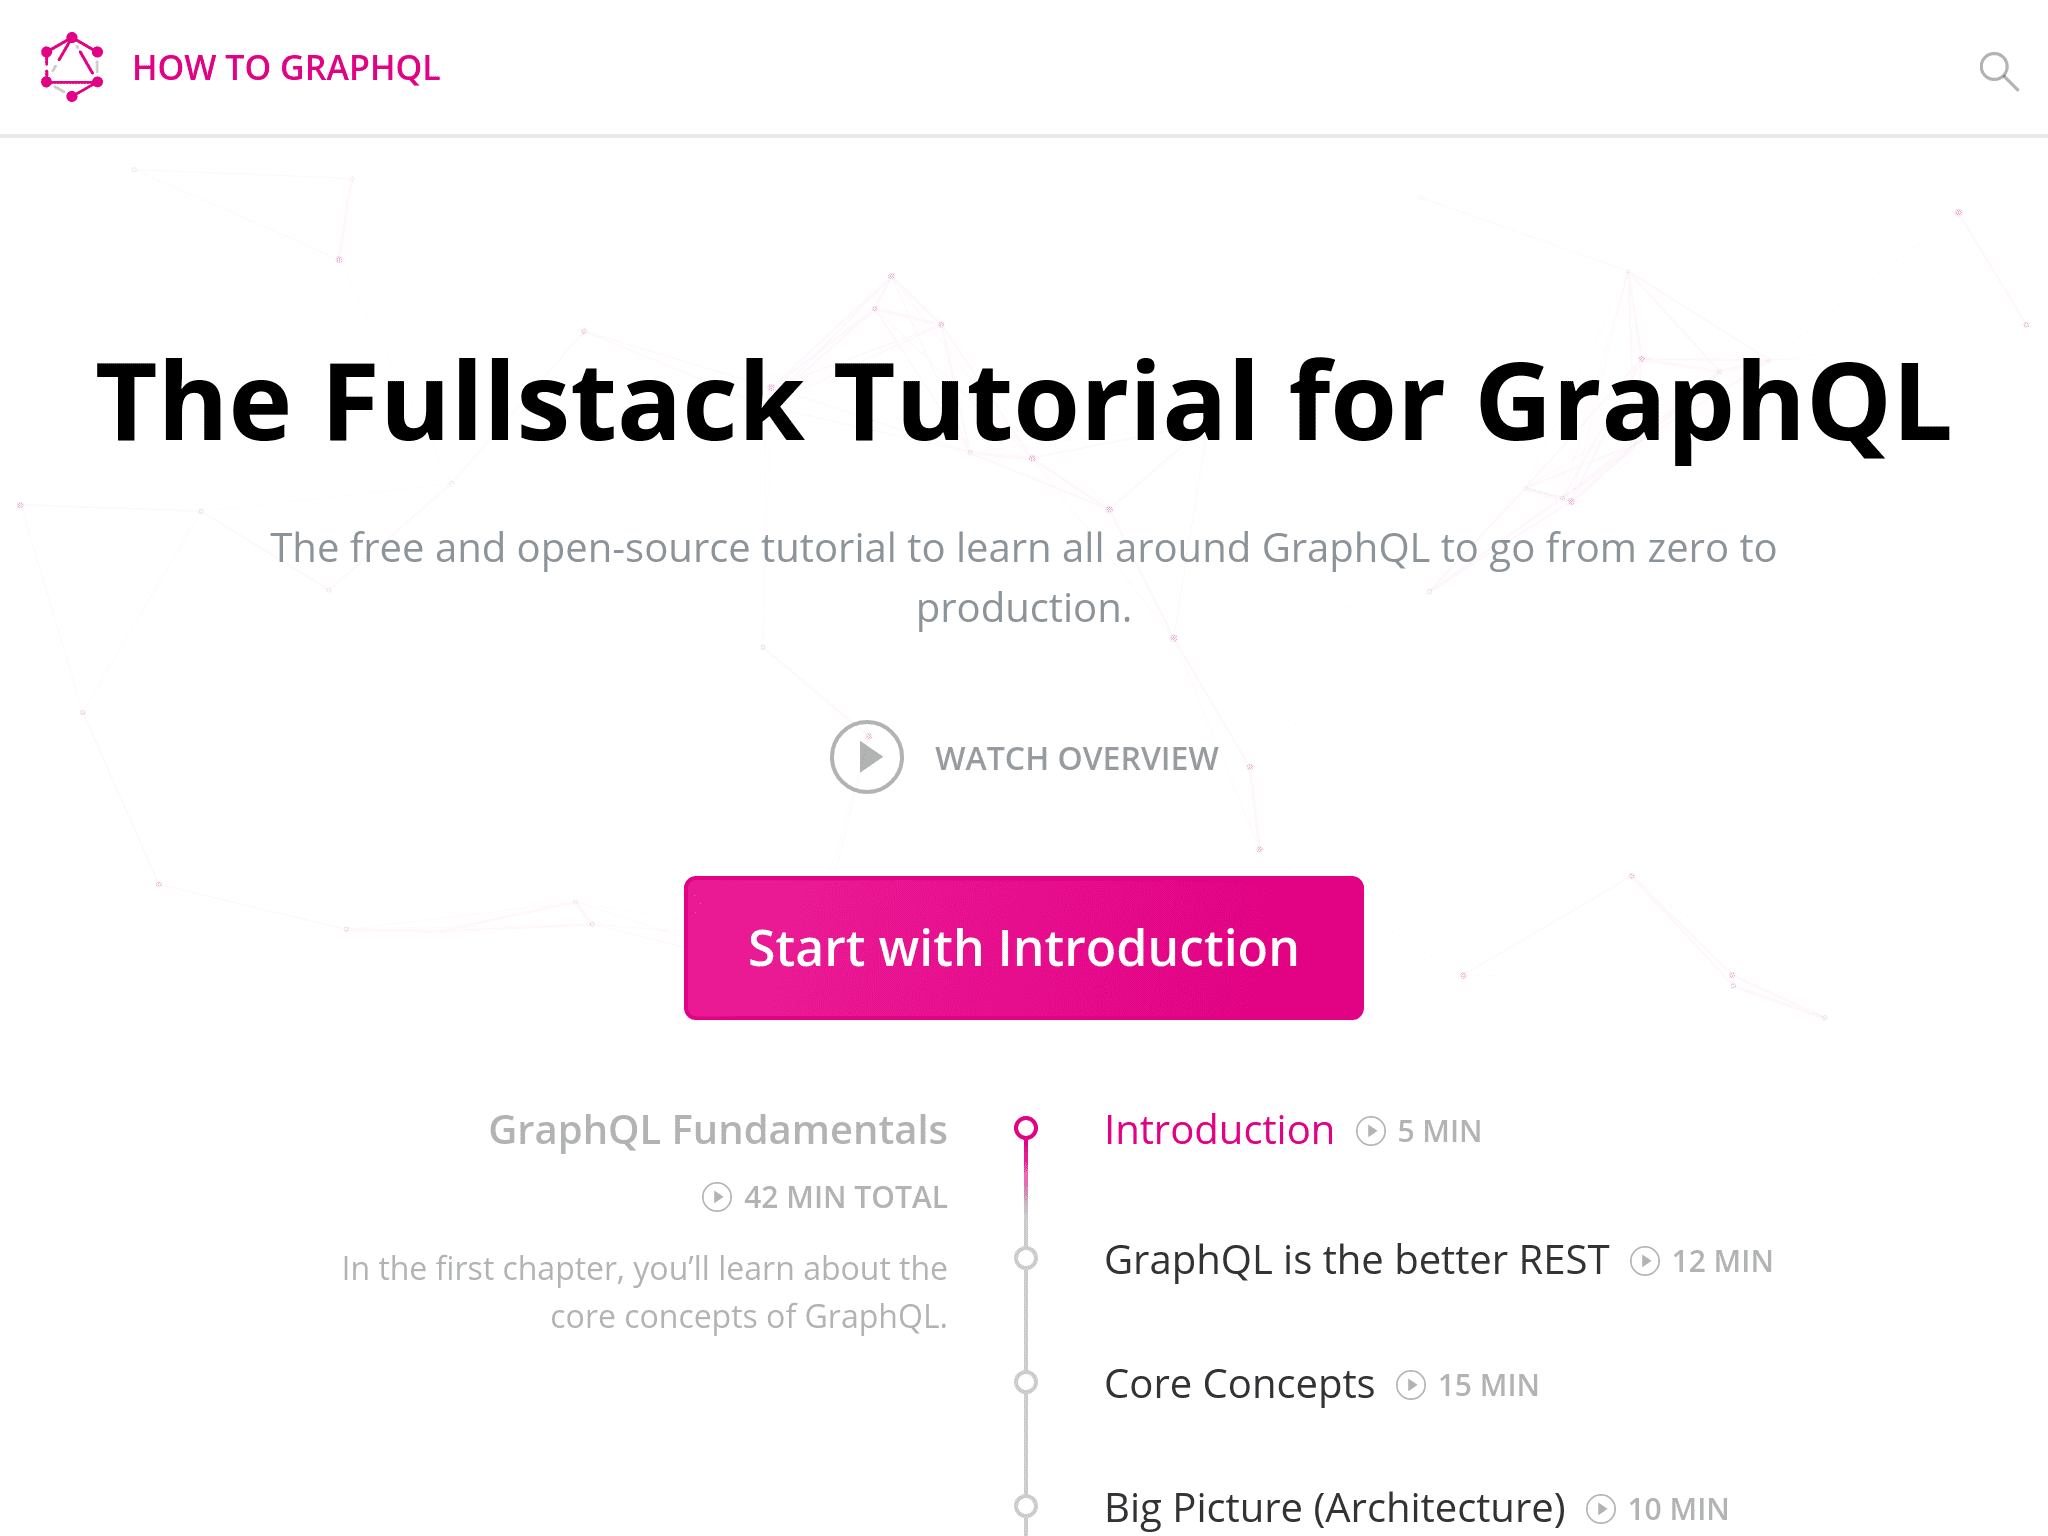 HOW TO GRAPHQL
The Fullstack Tutorial for GraphQL
The free and open-source tutorial to learn all around GraphQL to go from zero to
production.
WATCH OVERVIEW
Start with Introduction
GraphQL Fundamentals
42 MIN TOTAL
In the first chapter, you’ll learn about the
core concepts of GraphQL.
Introduction 5 MIN
GraphQL is the better REST 12 MIN
Core Concepts 15 MIN
Big Picture (Architecture) 10 MIN